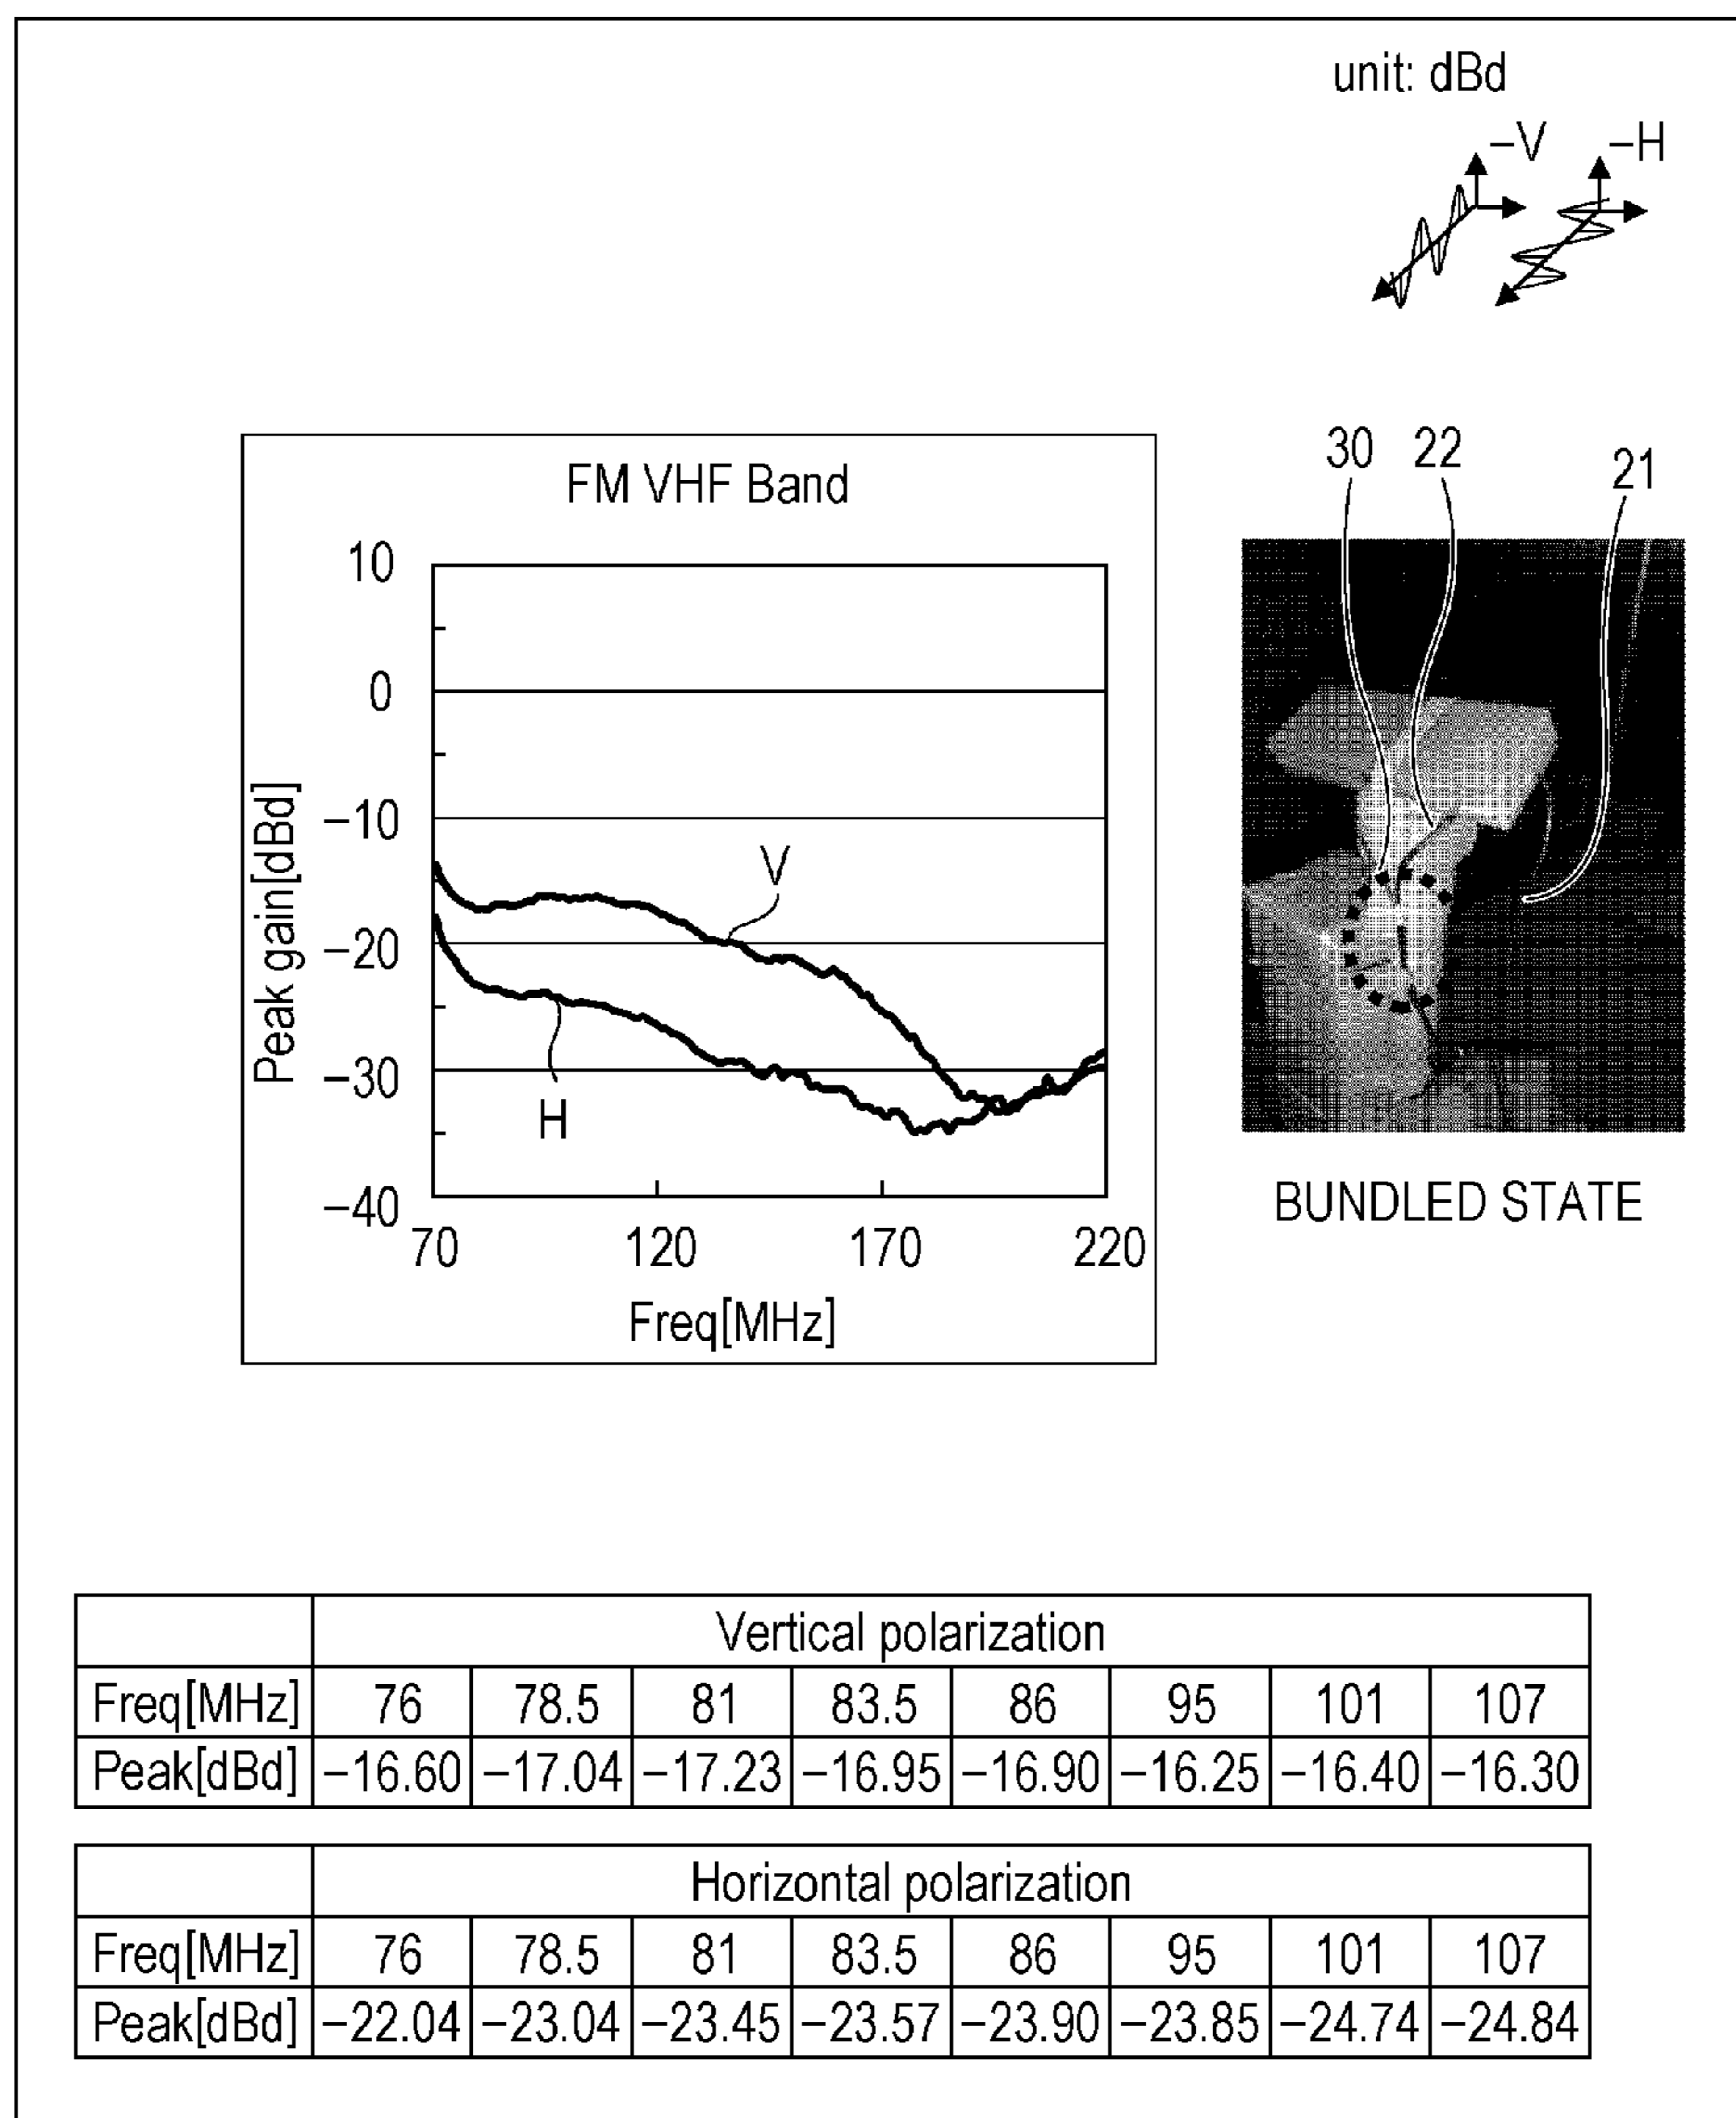 unit: dBd
–V
–H
FM VHF Band
10
0
–10
–20
–30
–40
Peak gain[dBd]
V
H
70 120 170 220
Freq[MHz]
30 22 21
BUNDLED STATE
Vertical polarization
Freq[MHz] 76 78.5 81 83.5 86 95 101 107
Peak[dBd] –16.60 –17.04 –17.23 –16.95 –16.90 –16.25 –16.40 –16.30
Horizontal polarization
Freq[MHz] 76 78.5 81 83.5 86 95 101 107
Peak[dBd] –22.04 –23.04 –23.45 –23.57 –23.90 –23.85 –24.74 –24.84